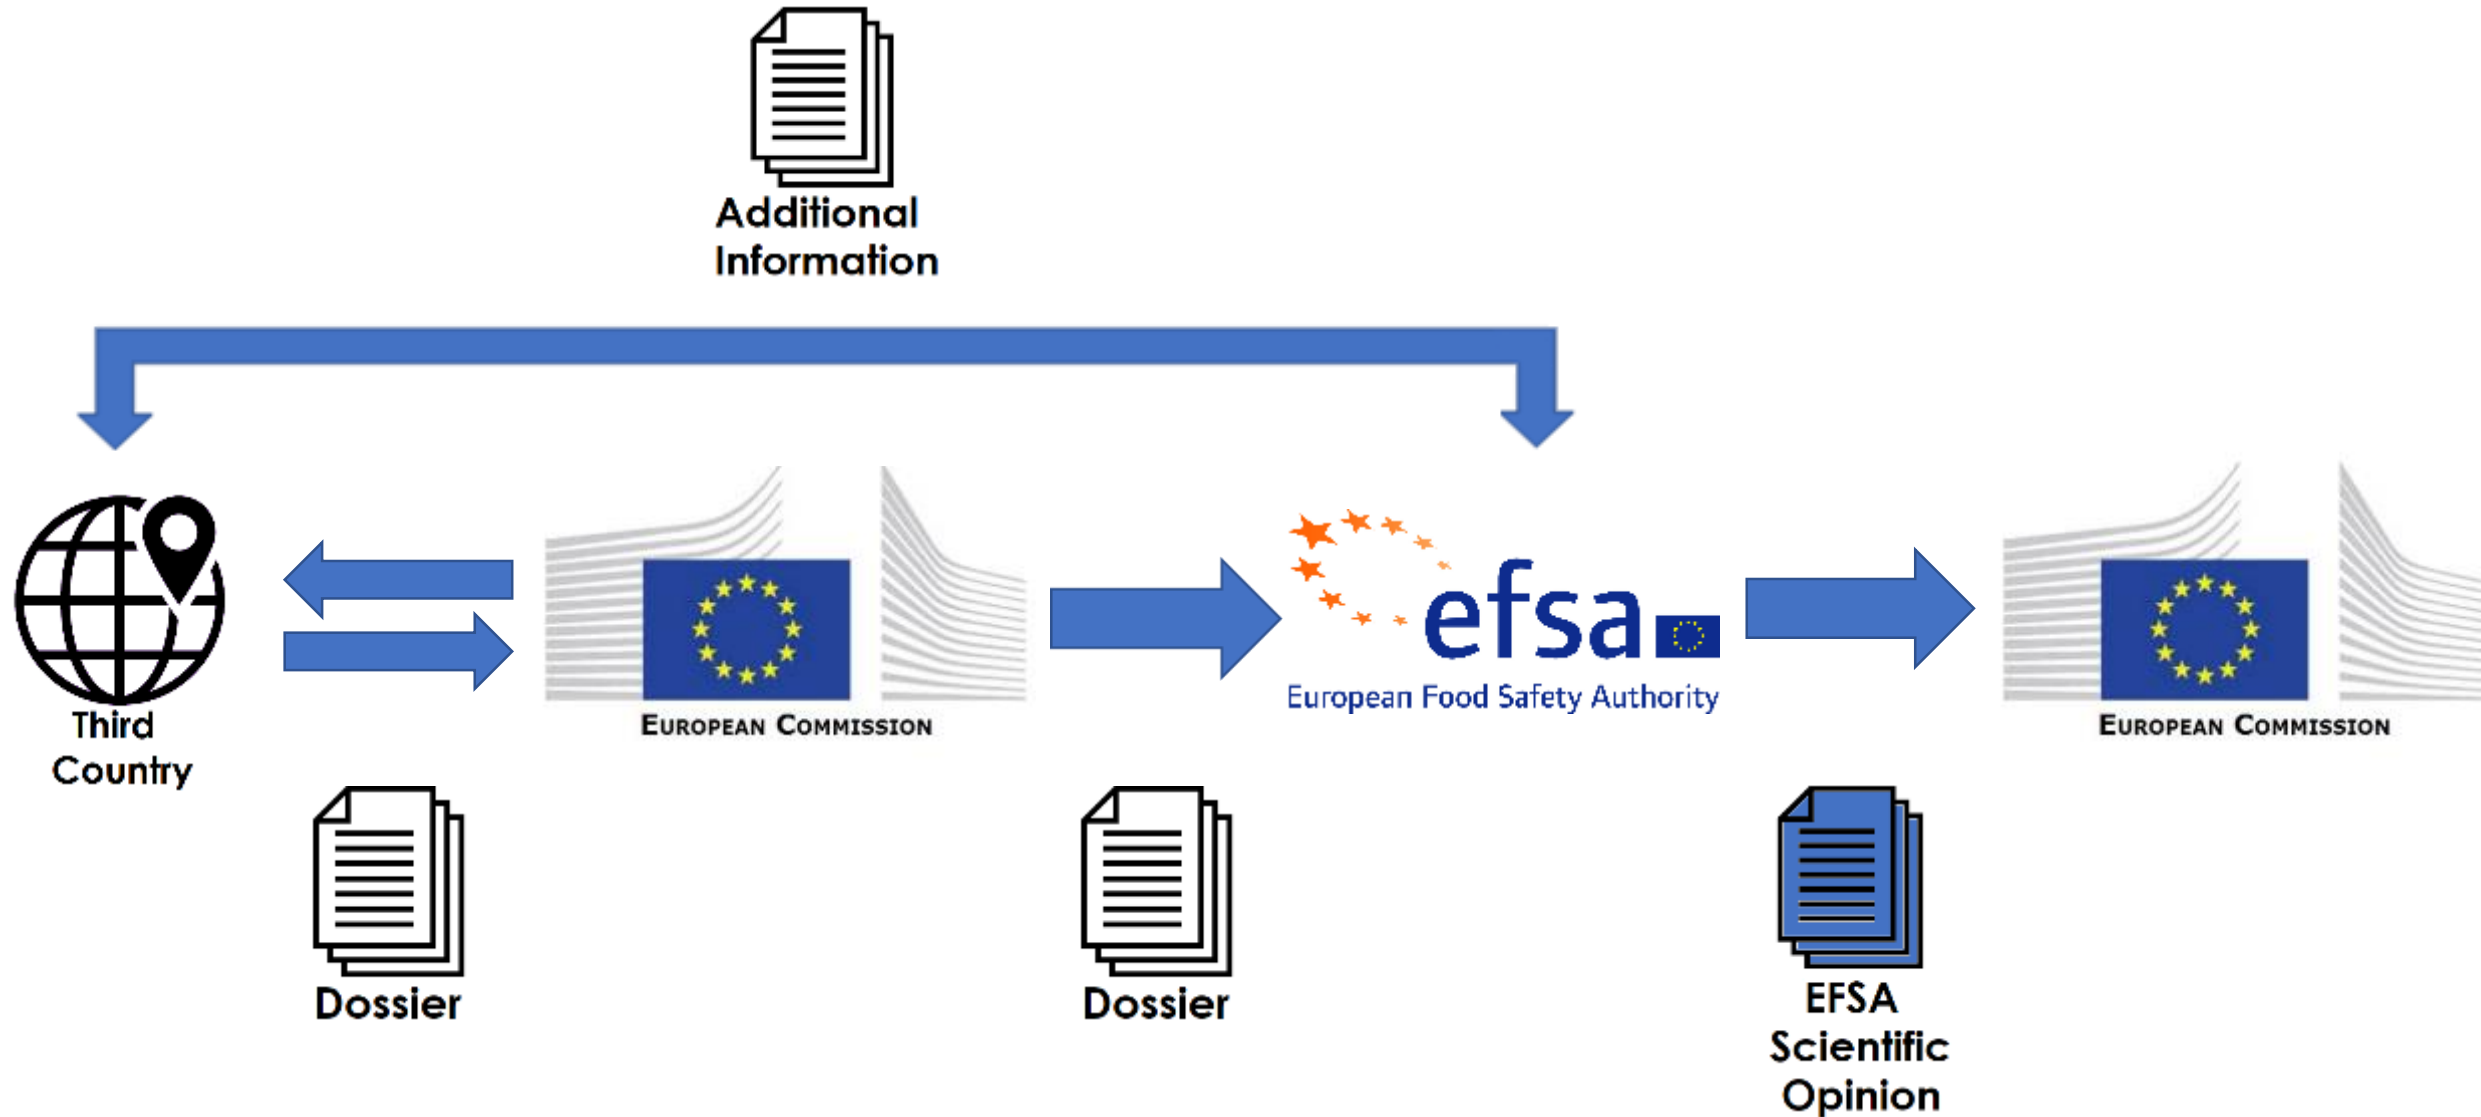 Additional
Information
Third
Country
EUROPEAN COMMISSION
efsa
European Food Safety Authority
EUROPEAN COMMISSION
Dossier
Dossier
EFSA
Scientific
Opinion